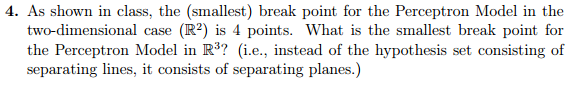 4. As shown in class, the (smallest) break point for the Perceptron Model in the
two-dimensional case (ℝ²) is 4 points. What is the smallest break point for
the Perceptron Model in ℝ³? (i.e., instead of the hypothesis set consisting of
separating lines, it consists of separating planes.)